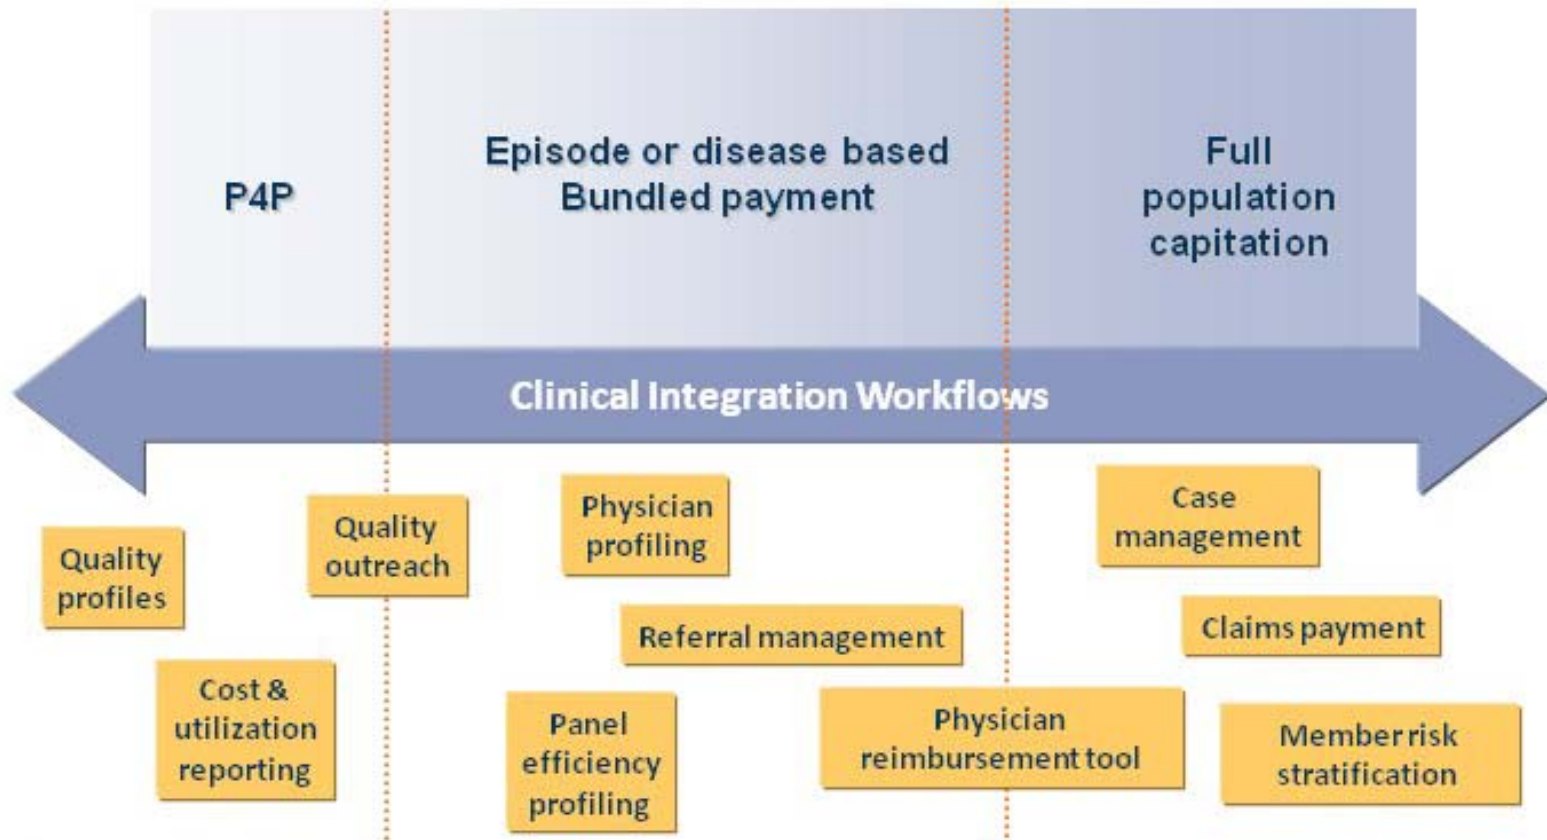 P4P
Episode or disease based
Bundled payment
Full
population
capitation
Clinical Integration Workflows
Quality
profiles
Quality
outreach
Cost &
utilization
reporting
Physician
profiling
Referral management
Panel
efficiency
profiling
Physician
reimbursement tool
Case
management
Claims payment
Member risk
stratification